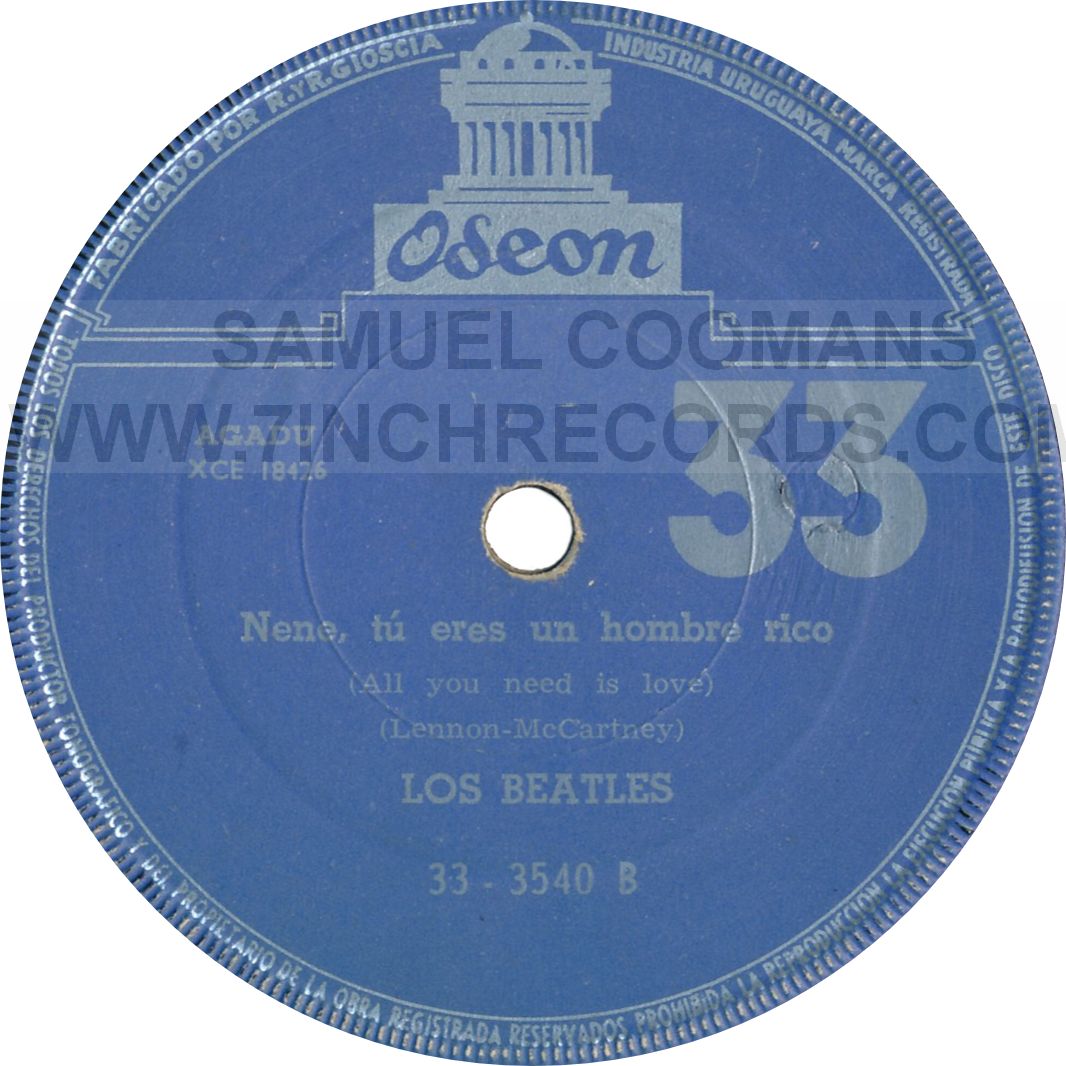 FABRICADO POR R.YR.GIOSCIA
INDUSTRIA URUGUAYA MARCA REGISTRADA
Odeon
SAMUEL COOMANS
WWW.7INCHRECORDS.COM
33
AGADU
XCE 18426
Nene, tú eres un hombre rico
(All you need is love)
(Lennon-McCartney)
LOS BEATLES
33 - 3540 B
TODOS LOS DERECHOS DEL PRODUCTOR FONOGRAFICO Y DEL PROPIETARIO DE LA OBRA REGISTRADA RESERVADOS PROHIBIDA LA REPRODUCCION LA EJECUCION PUBLICA Y LA RADIODIFUSION DE ESTE DISCO